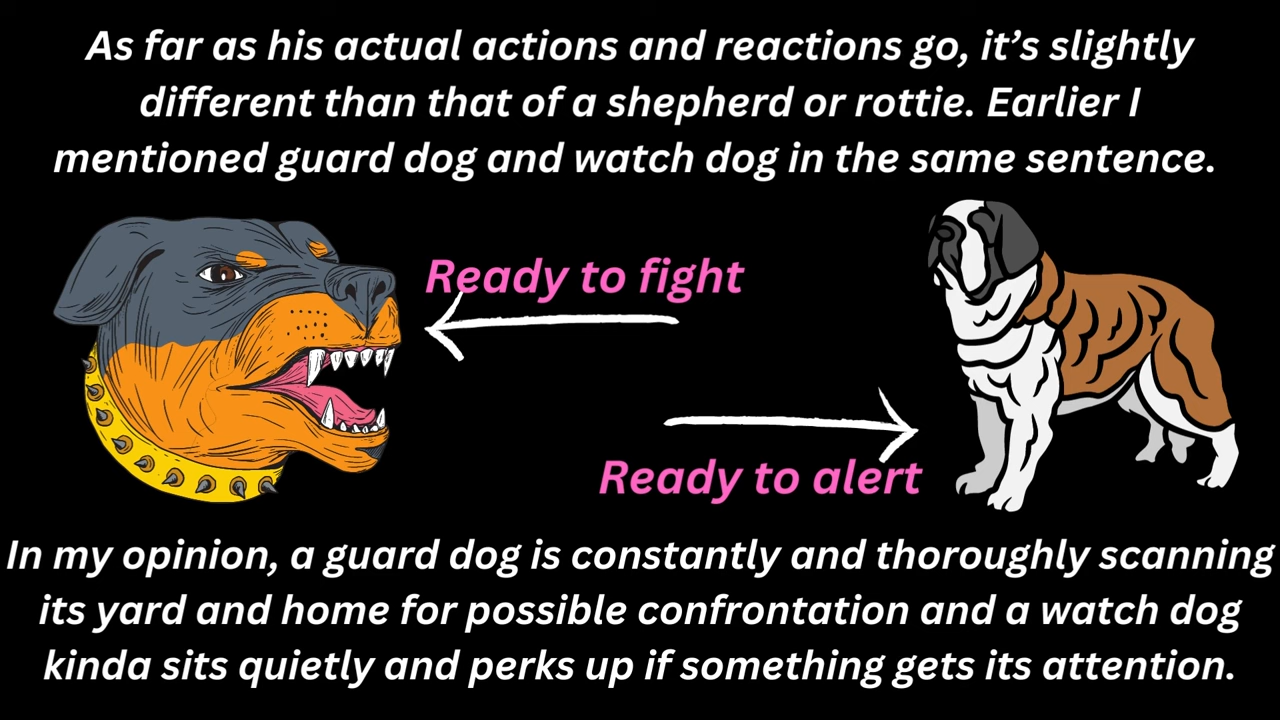 As far as his actual actions and reactions go, it’s slightly
different than that of a shepherd or rottie. Earlier I
mentioned guard dog and watch dog in the same sentence.
Ready to fight
Ready to alert
In my opinion, a guard dog is constantly and thoroughly scanning
its yard and home for possible confrontation and a watch dog
kinda sits quietly and perks up if something gets its attention.